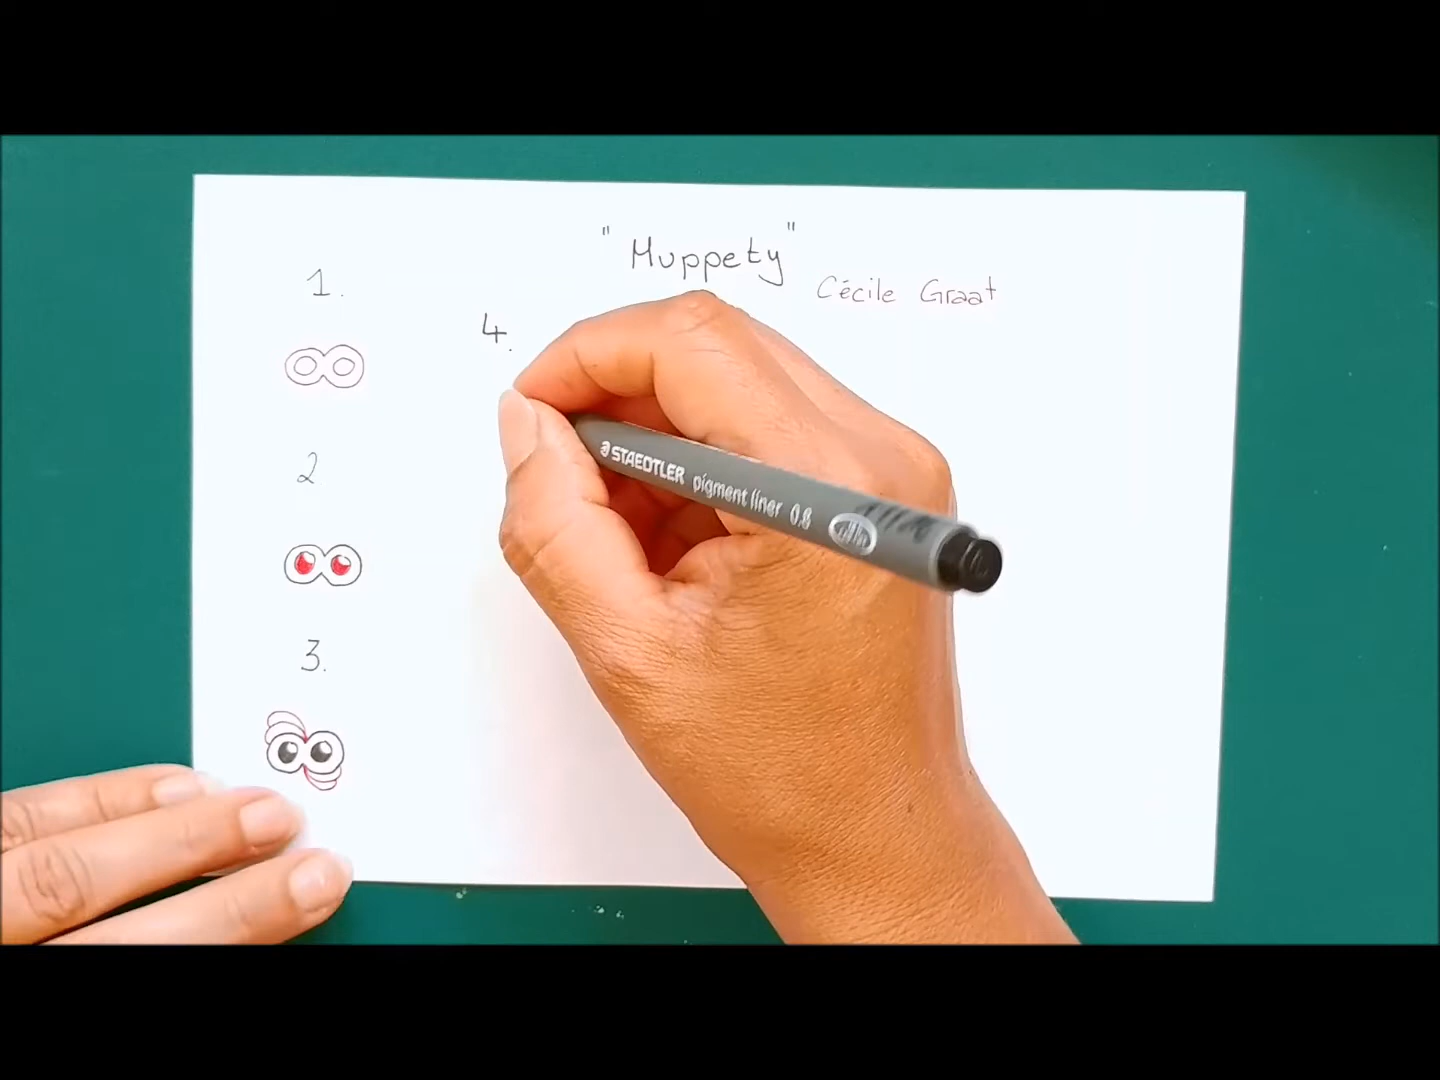 "Muppety"
Cécile Graat
1.
2
3.
4.
STAEDTLER pigment liner 0.8